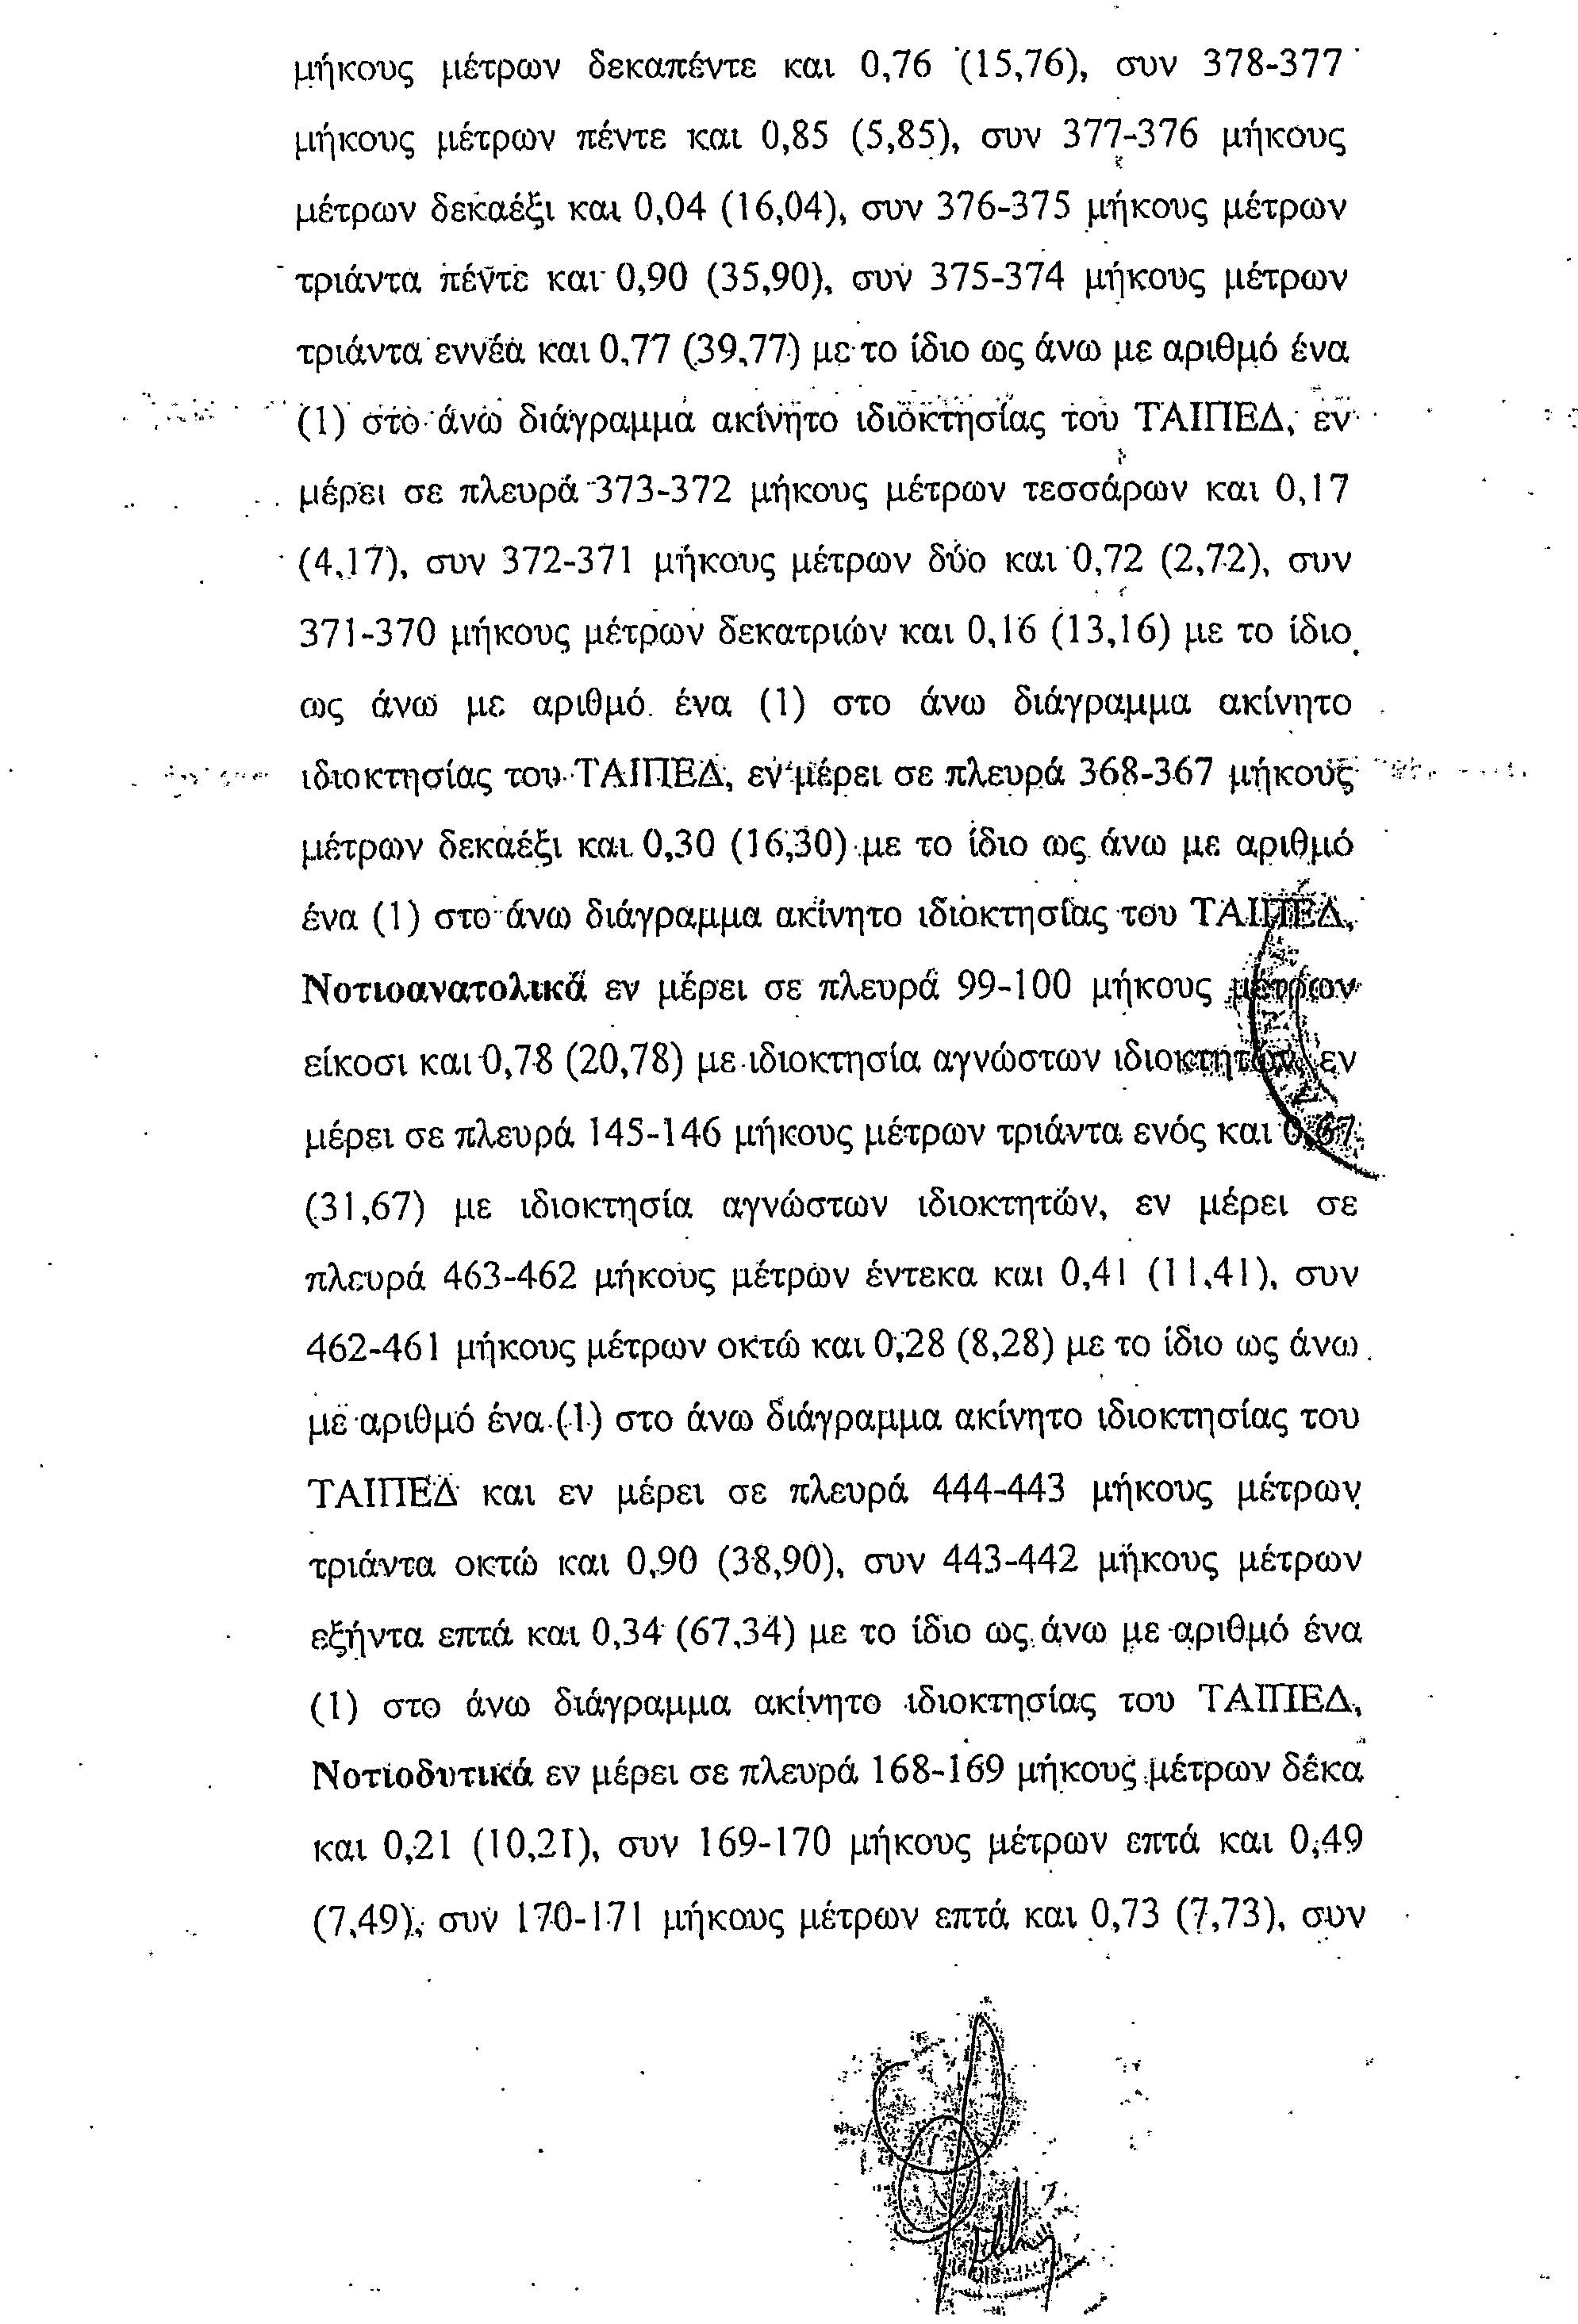 μήκους μέτρων δεκαπέντε και 0,76 (15,76), συν 378-377
μήκους μέτρων πέντε και 0,85 (5,85), συν 377-376 μήκους
μέτρων δεκαέξι και 0,04 (16,04), συν 376-375 μήκους μέτρων
τριάντα πέντε και 0,90 (35,90), συν 375-374 μήκους μέτρων
τριάντα εννέα και 0,77 (39,77) με το ίδιο ως άνω με αριθμό ένα
(1) στο άνω διάγραμμα ακίνητο ιδιοκτησίας του ΤΑΙΠΕΔ, εν
μέρει σε πλευρά 373-372 μήκους μέτρων τεσσάρων και 0,17
(4,17), συν 372-371 μήκους μέτρων δύο και 0,72 (2,72), συν
371-370 μήκους μέτρων δεκατριών και 0,16 (13,16) με το ίδιο
ως άνω με αριθμό ένα (1) στο άνω διάγραμμα ακίνητο
ιδιοκτησίας του ΤΑΙΠΕΔ, εν μέρει σε πλευρά 368-367 μήκους
μέτρων δεκαέξι και 0,30 (16,30) με το ίδιο ως άνω με αριθμό
ένα (1) στο άνω διάγραμμα ακίνητο ιδιοκτησίας του ΤΑΙΠΕΔ,
Νοτιοανατολικά εν μέρει σε πλευρά 99-100 μήκους μέτρων
είκοσι και 0,78 (20,78) με ιδιοκτησία αγνώστων ιδιοκτητών, εν
μέρει σε πλευρά 145-146 μήκους μέτρων τριάντα ενός και 0,67
(31,67) με ιδιοκτησία αγνώστων ιδιοκτητών, εν μέρει σε
πλευρά 463-462 μήκους μέτρων έντεκα και 0,41 (11,41), συν
462-461 μήκους μέτρων οκτώ και 0,28 (8,28) με το ίδιο ως άνω
με αριθμό ένα (1) στο άνω διάγραμμα ακίνητο ιδιοκτησίας του
ΤΑΙΠΕΔ και εν μέρει σε πλευρά 444-443 μήκους μέτρων
τριάντα οκτώ και 0,90 (38,90), συν 443-442 μήκους μέτρων
εξήντα επτά και 0,34 (67,34) με το ίδιο ως άνω με αριθμό ένα
(1) στο άνω διάγραμμα ακίνητο ιδιοκτησίας του ΤΑΙΠΕΔ,
Νοτιοδυτικά εν μέρει σε πλευρά 168-169 μήκους μέτρων δέκα
και 0,21 (10,21), συν 169-170 μήκους μέτρων επτά και 0,49
(7,49), συν 170-171 μήκους μέτρων επτά και 0,73 (7,73), συν